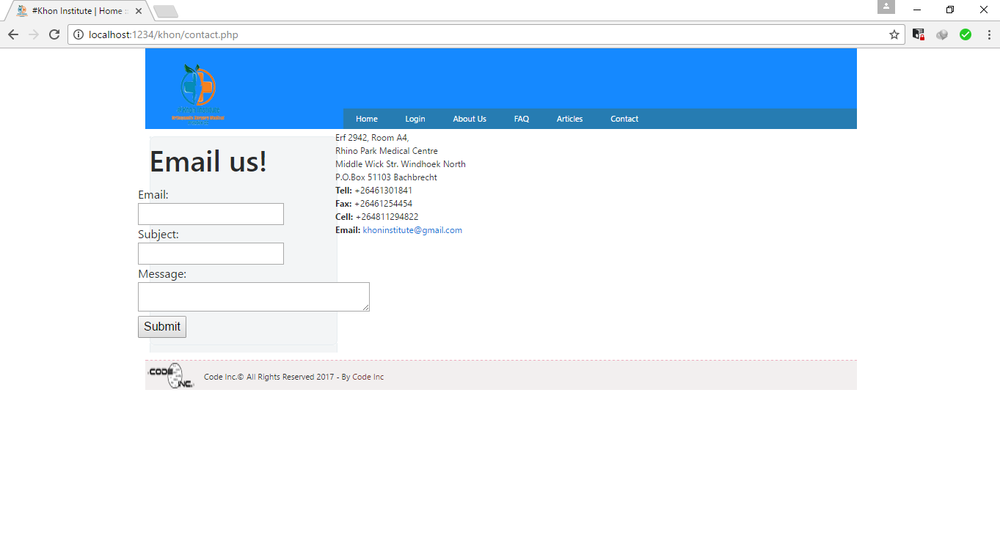 #Khon Institute | Home ::
localhost:1234/khon/contact.php
#Khon Institute
Home Login About Us FAQ Articles Contact
Email us!
Email:
Subject:
Message:
Submit
Erf 2942, Room A4,
Rhino Park Medical Centre
Middle Wick Str. Windhoek North
P.O.Box 51103 Bachbrecht
Tell: +26461301841
Fax: +26461254454
Cell: +264811294822
Email: khoninstitute@gmail.com
CODE
INC.
Code Inc.© All Rights Reserved 2017 - By Code Inc